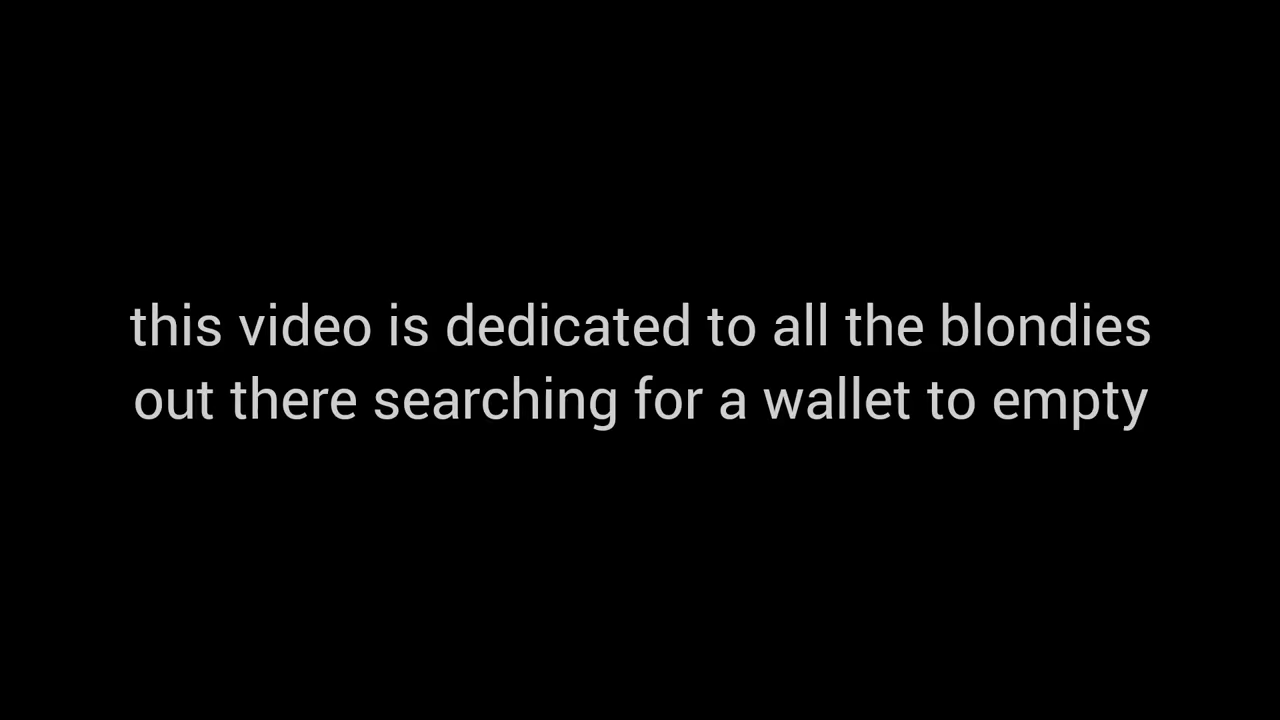 this video is dedicated to all the blondies
out there searching for a wallet to empty